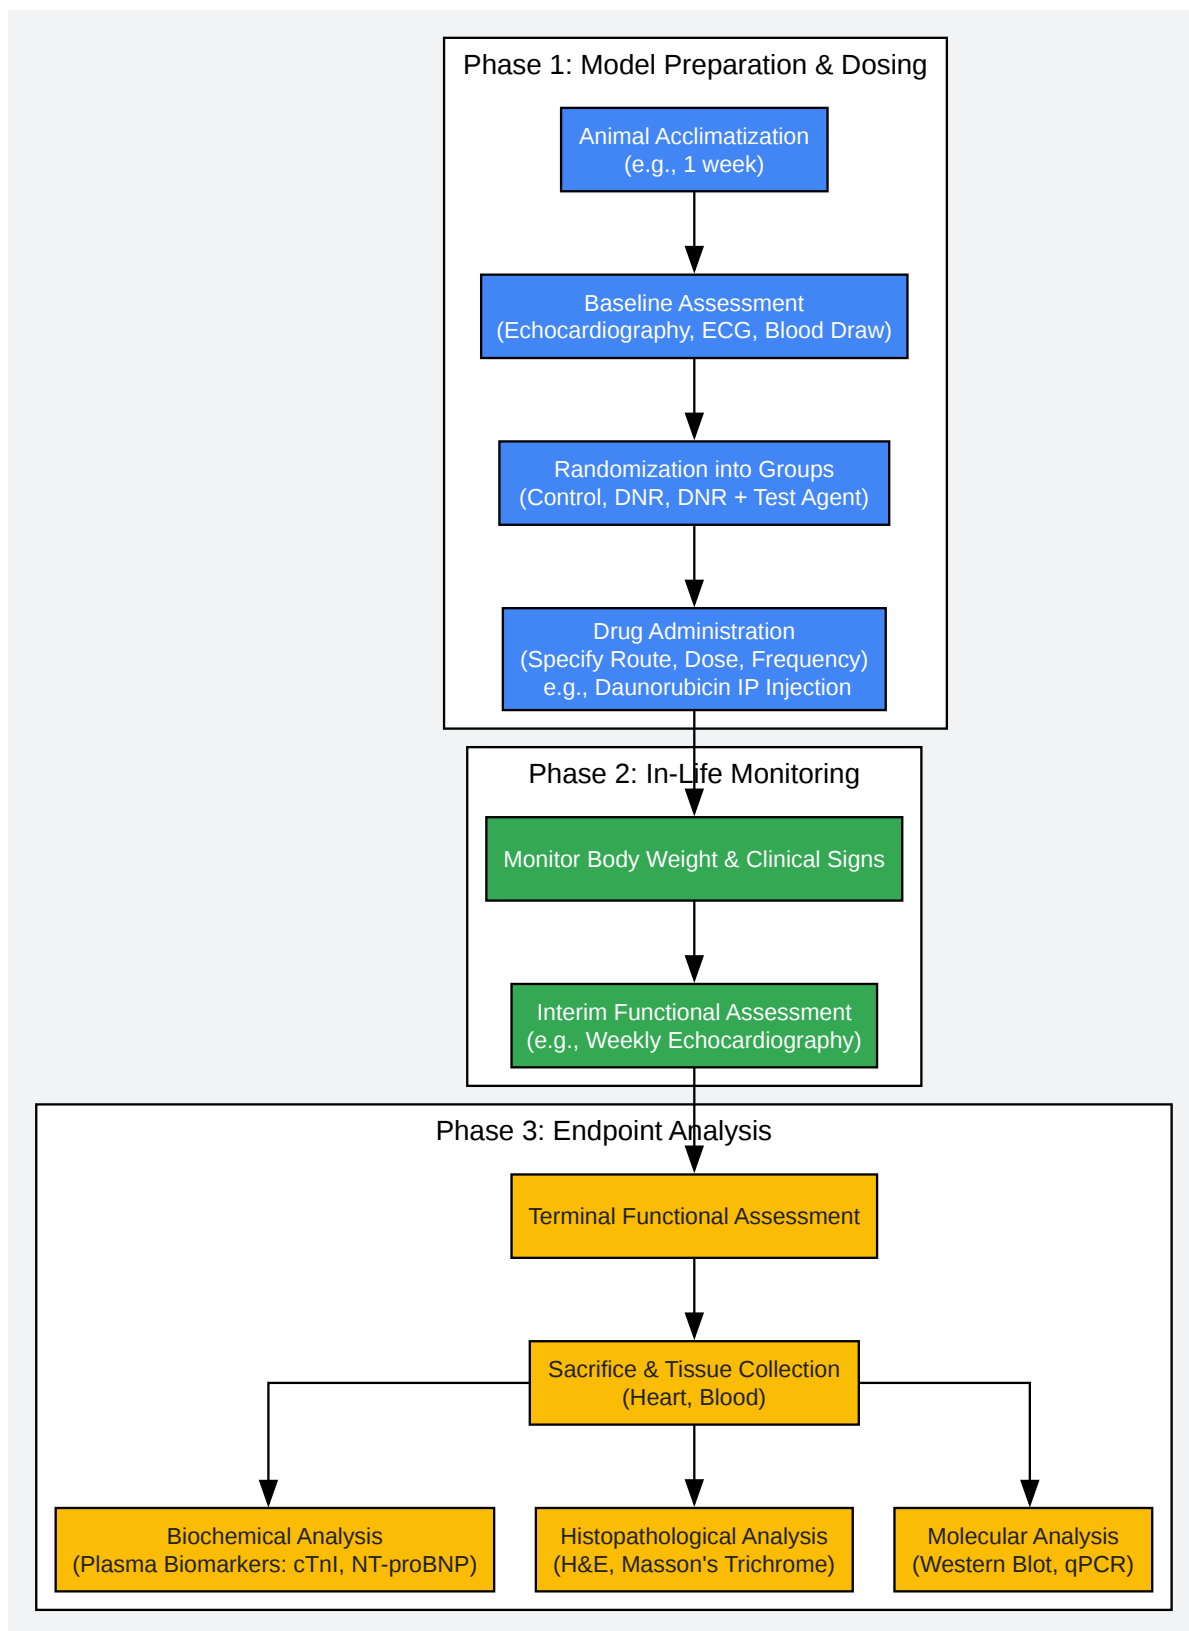 Phase 1: Model Preparation & Dosing
Animal Acclimatization
(e.g., 1 week)
Baseline Assessment
(Echocardiography, ECG, Blood Draw)
Randomization into Groups
(Control, DNR, DNR + Test Agent)
Drug Administration
(Specify Route, Dose, Frequency)
e.g., Daunorubicin IP Injection
Phase 2: In-Life Monitoring
Monitor Body Weight & Clinical Signs
Interim Functional Assessment
(e.g., Weekly Echocardiography)
Phase 3: Endpoint Analysis
Terminal Functional Assessment
Sacrifice & Tissue Collection
(Heart, Blood)
Biochemical Analysis
(Plasma Biomarkers: cTnI, NT-proBNP)
Histopathological Analysis
(H&E, Masson's Trichrome)
Molecular Analysis
(Western Blot, qPCR)